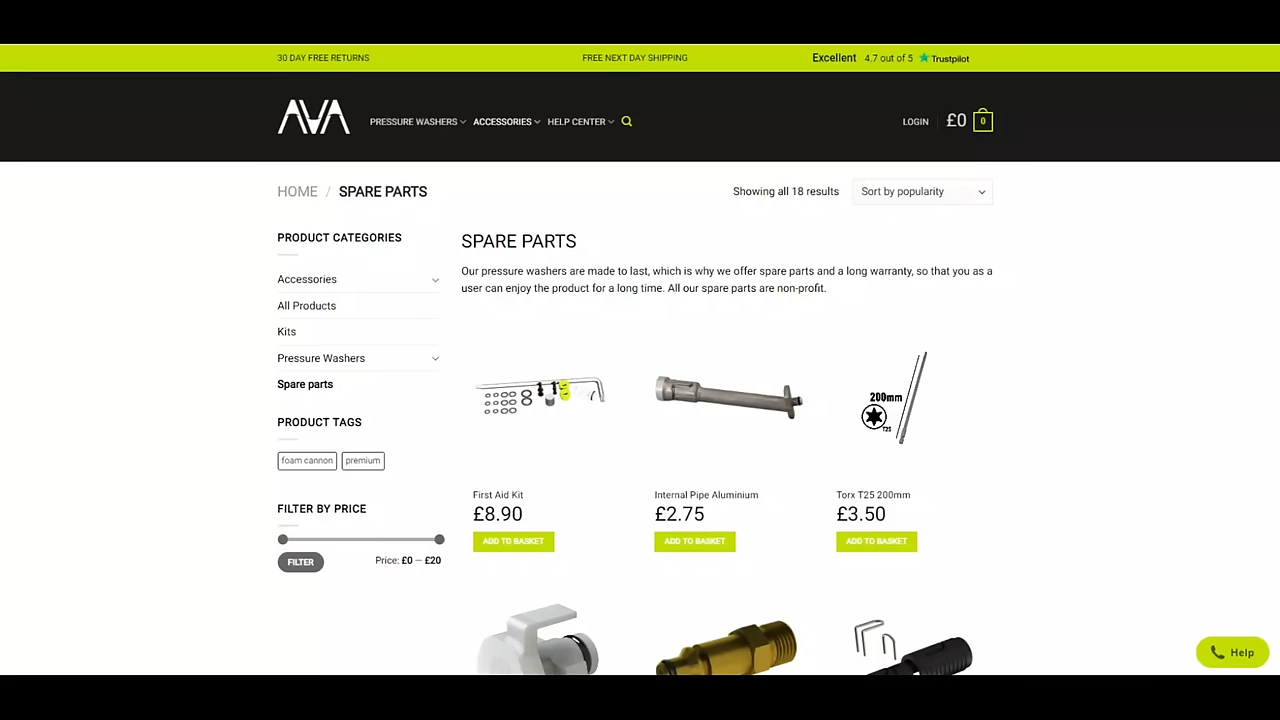 30 DAY FREE RETURNS
FREE NEXT DAY SHIPPING
Excellent 4.7 out of 5 Trustpilot
AVA
PRESSURE WASHERS
ACCESSORIES
HELP CENTER
LOGIN
£0
0
HOME / SPARE PARTS
Showing all 18 results
Sort by popularity
PRODUCT CATEGORIES
Accessories
All Products
Kits
Pressure Washers
Spare parts
PRODUCT TAGS
foam cannon
premium
FILTER BY PRICE
FILTER
Price: £0 — £20
SPARE PARTS
Our pressure washers are made to last, which is why we offer spare parts and a long warranty, so that you as a
user can enjoy the product for a long time. All our spare parts are non-profit.
200mm
T25
First Aid Kit
£8.90
ADD TO BASKET
Internal Pipe Aluminium
£2.75
ADD TO BASKET
Torx T25 200mm
£3.50
ADD TO BASKET
Help